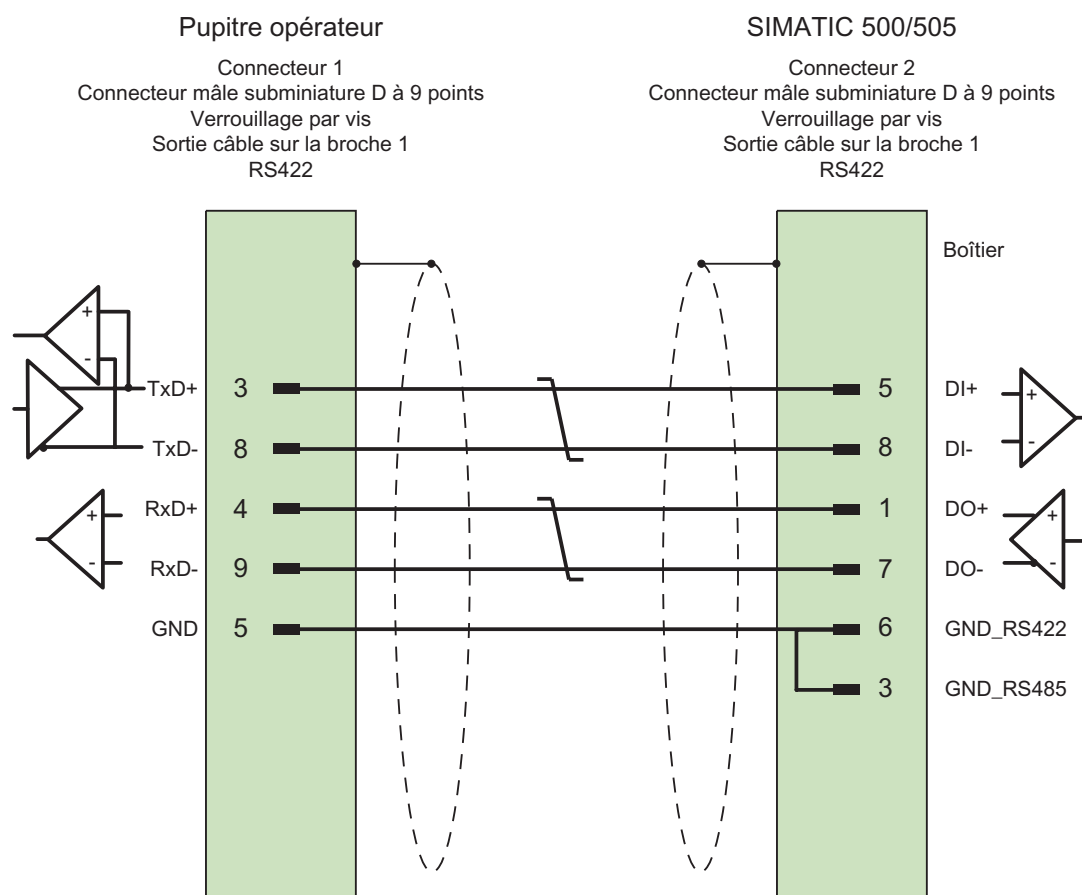 Pupitre opérateur
Connecteur 1
Connecteur mâle subminiature D à 9 points
Verrouillage par vis
Sortie câble sur la broche 1
RS422
SIMATIC 500/505
Connecteur 2
Connecteur mâle subminiature D à 9 points
Verrouillage par vis
Sortie câble sur la broche 1
RS422
Boîtier
+
-
TxD+ 3 5 DI+ +
TxD- 8 8 DI- -
RxD+ 4 1 DO+
+ +
RxD- 9 7 DO-
- -
GND 5 6 GND_RS422
3 GND_RS485